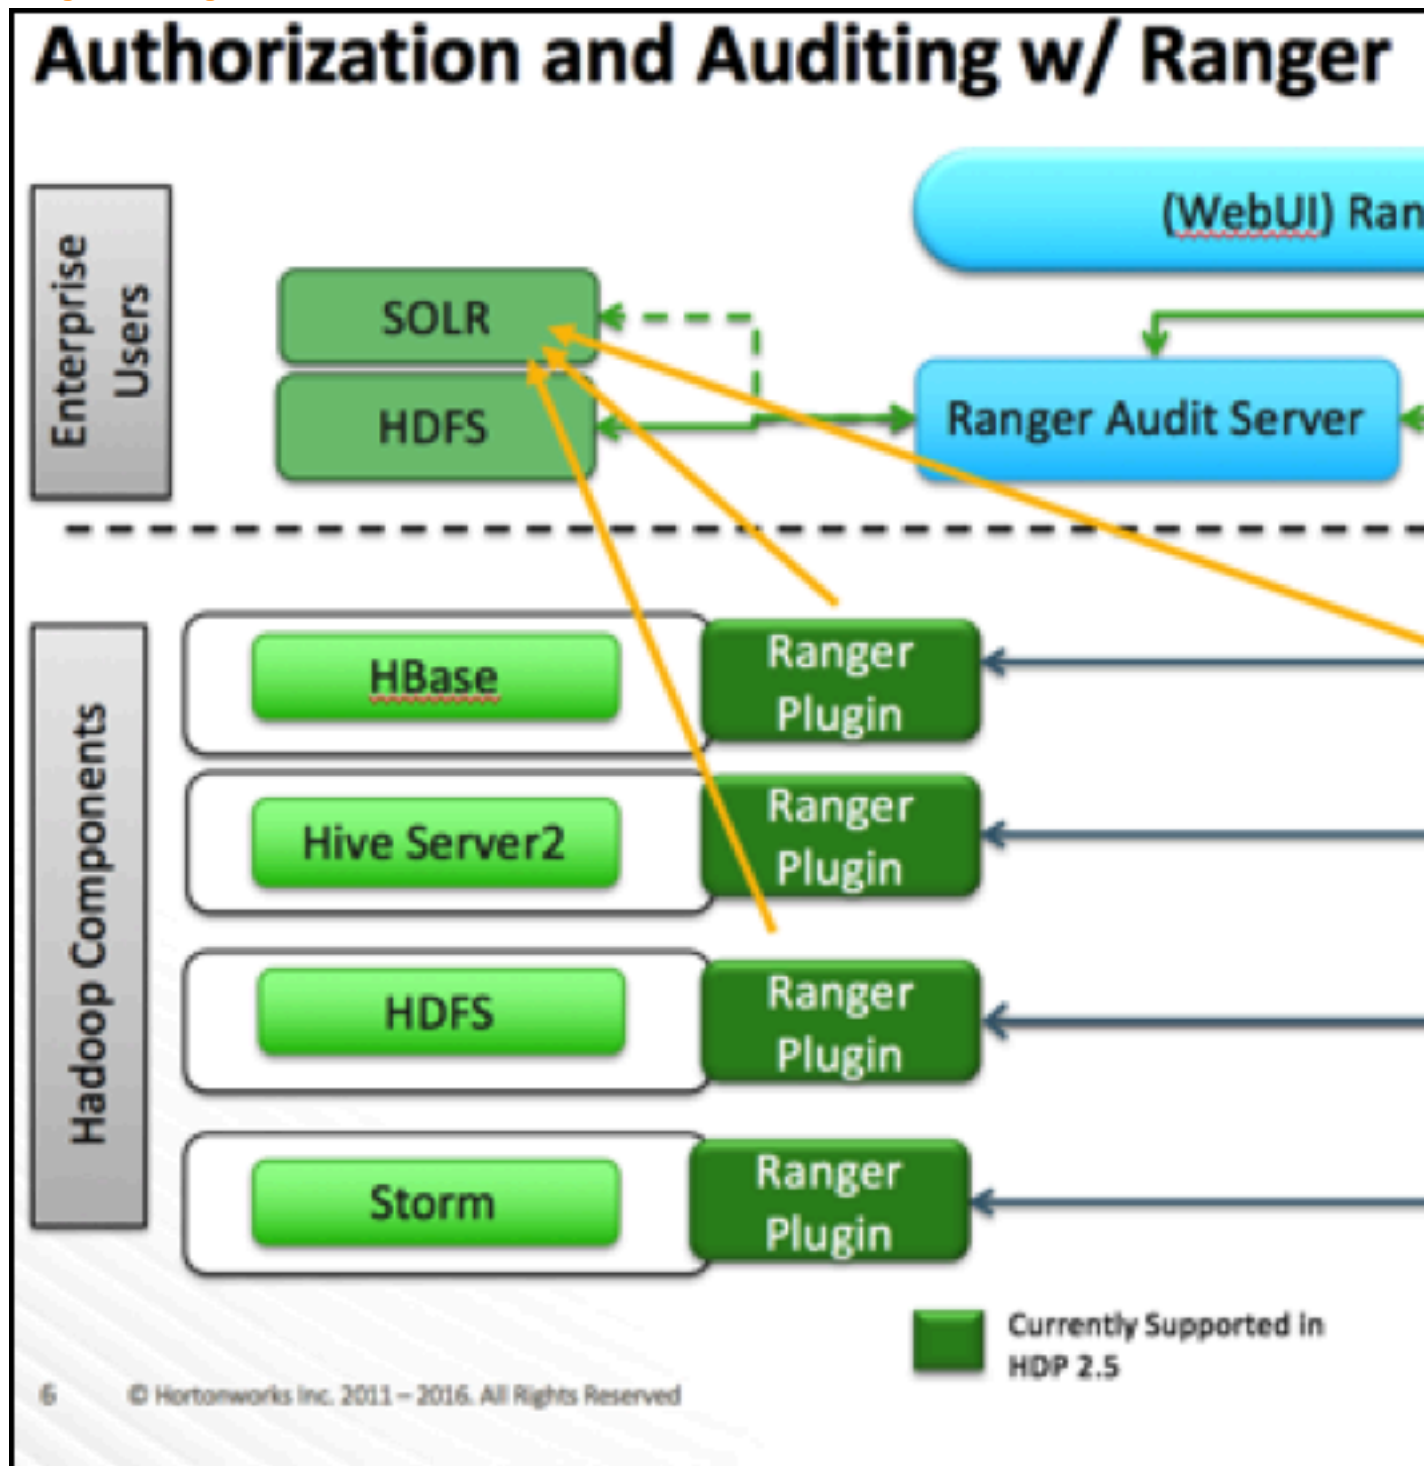 Authorization and Auditing w/ Ranger
(WebUI) Ran
Enterprise
Users
SOLR
HDFS
Ranger Audit Server
Hadoop Components
HBase
Ranger
Plugin
Hive Server2
Ranger
Plugin
HDFS
Ranger
Plugin
Storm
Ranger
Plugin
Currently Supported in
HDP 2.5
6 © Hortonworks Inc. 2011 – 2016. All Rights Reserved